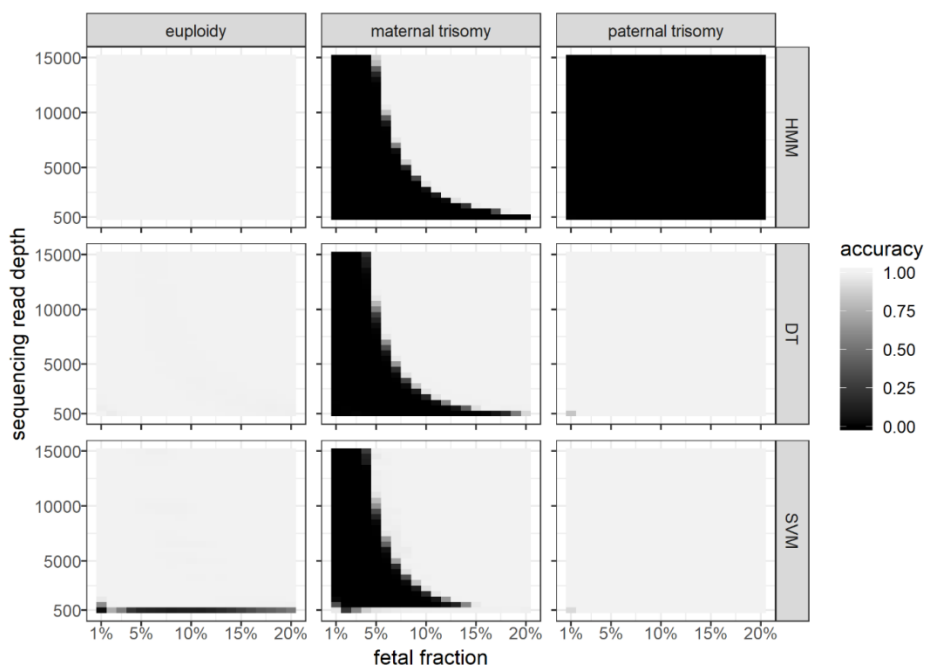 euploidy maternal trisomy paternal trisomy
15000
10000
5000
500
HMM
15000
10000
5000
500
DT
15000
10000
5000
500
SVM
sequencing read depth
1% 5% 10% 15% 20% 1% 5% 10% 15% 20% 1% 5% 10% 15% 20%
fetal fraction
accuracy
1.00
0.75
0.50
0.25
0.00